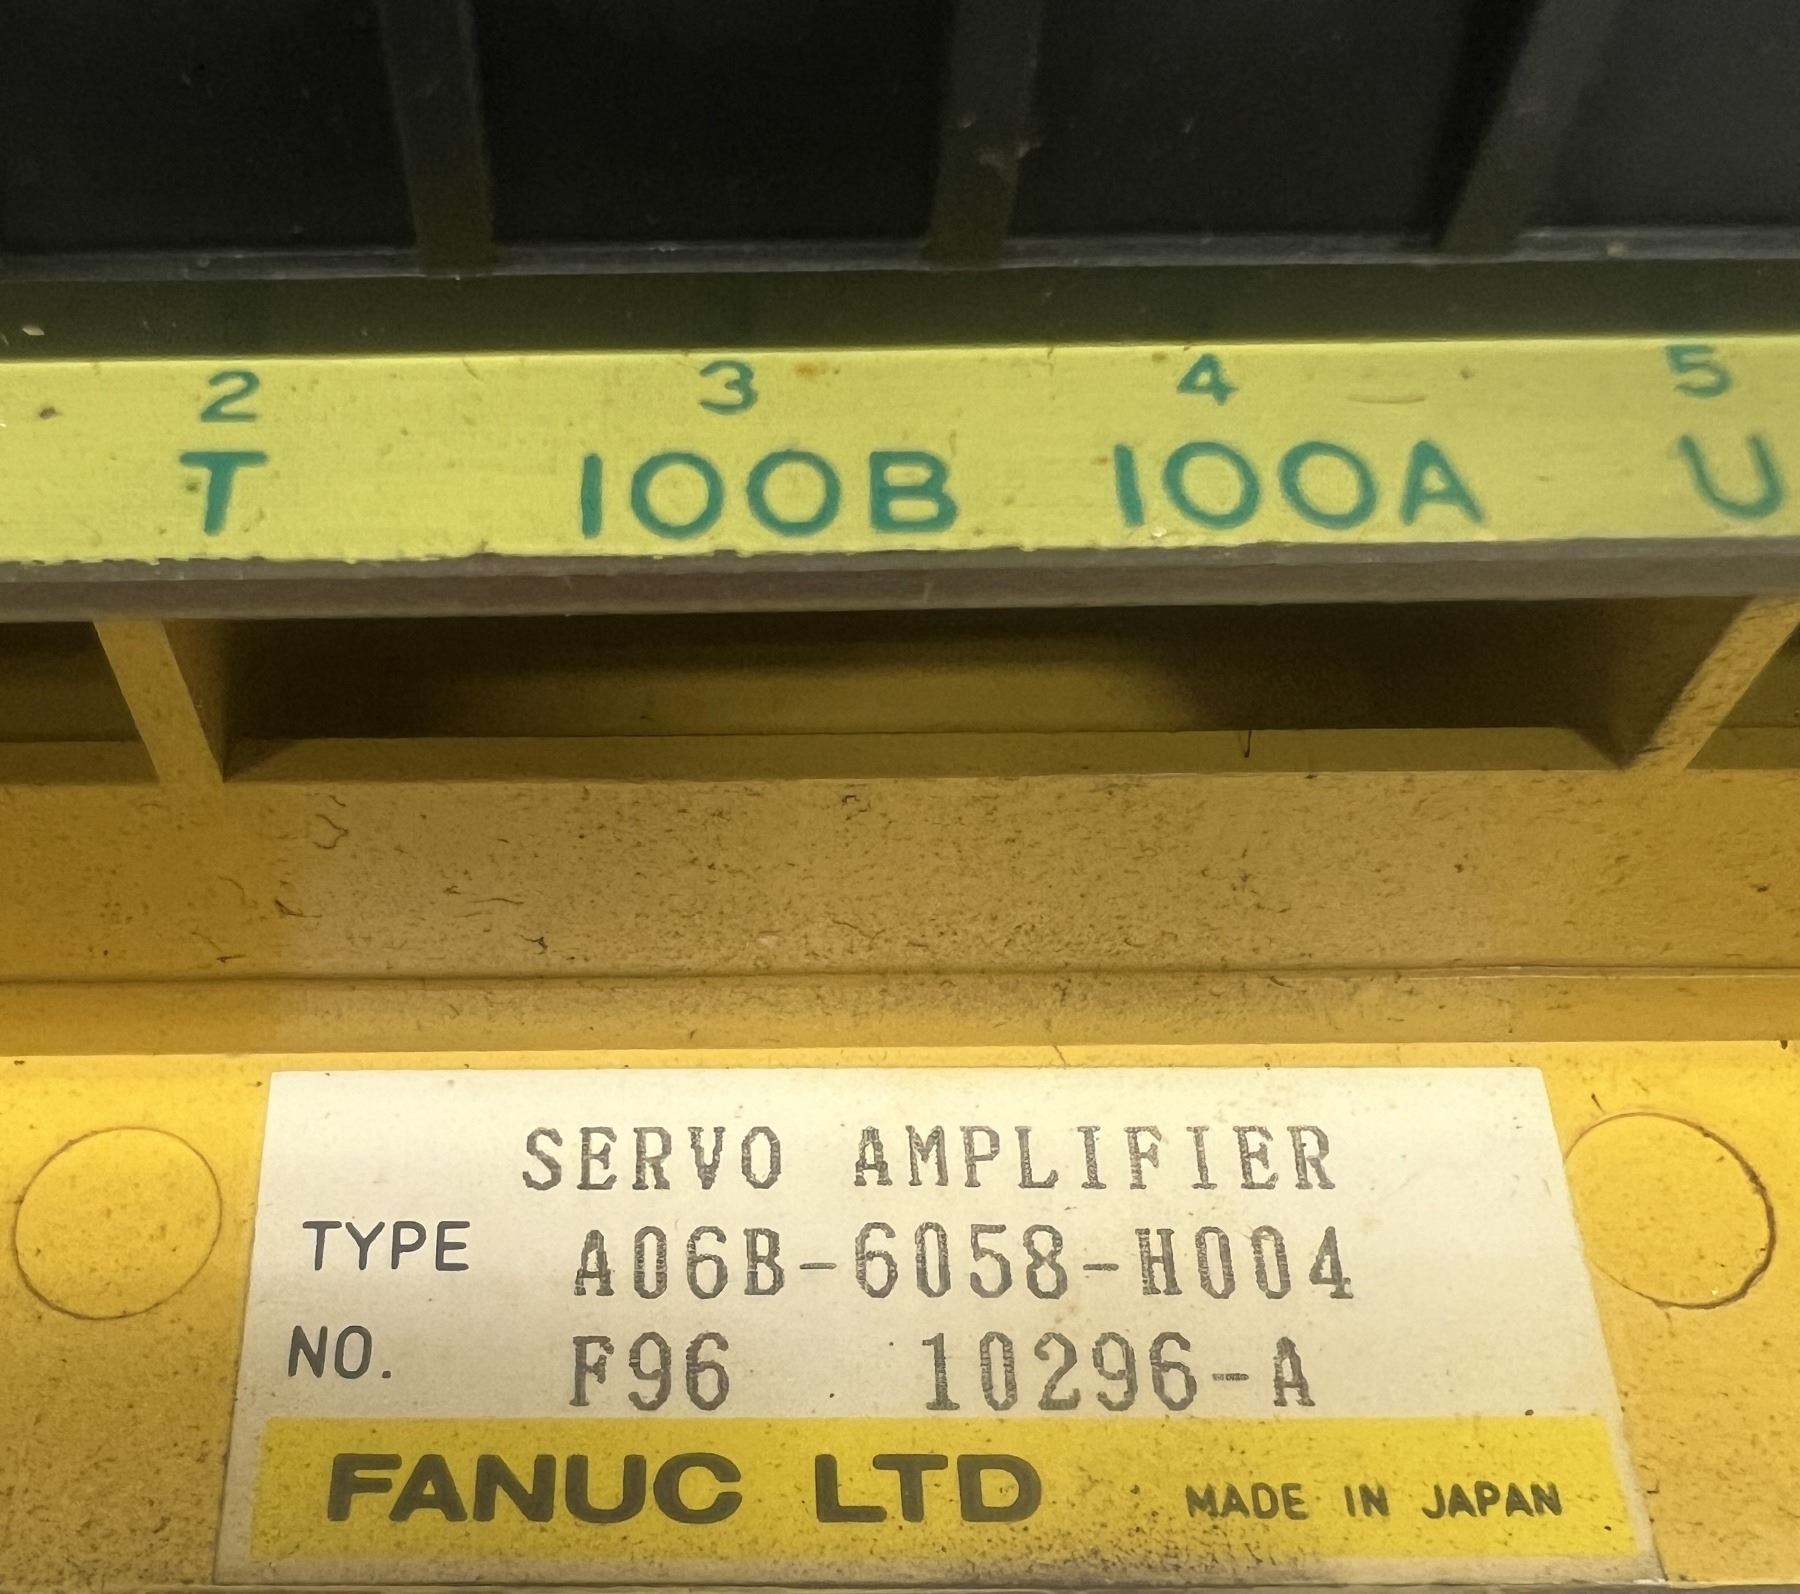 2 3 4 5
T 100B 100A U
SERVO AMPLIFIER
TYPE A06B-6058-H004
NO. F96 10296-A
FANUC LTD MADE IN JAPAN